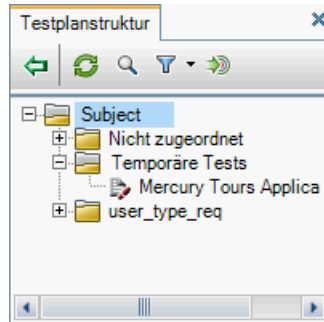 Testplanstruktur
Subject
Nicht zugeordnet
Temporäre Tests
Mercury Tours Applica
user_type_req